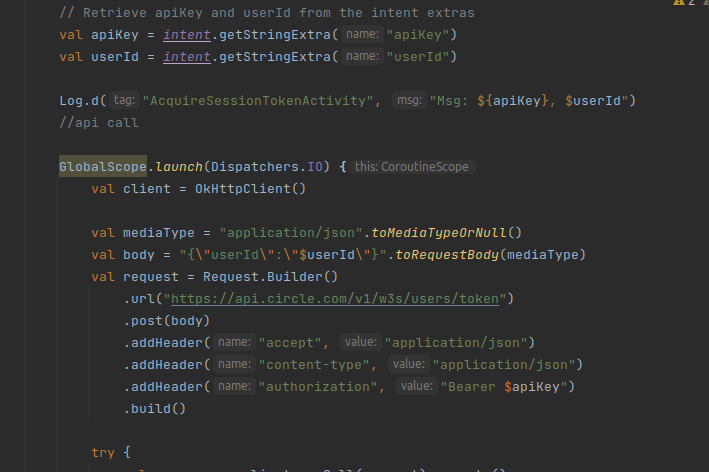 2
// Retrieve apiKey and userId from the intent extras
val apiKey = intent.getStringExtra( name: "apiKey")
val userId = intent.getStringExtra( name: "userId")
Log.d( tag: "AcquireSessionTokenActivity", msg: "Msg: ${apiKey}, $userId")
//api call
GlobalScope.launch(Dispatchers.IO) { this: CoroutineScope
val client = OkHttpClient()
val mediaType = "application/json".toMediaTypeOrNull()
val body = "{\"userId\":\"$userId\"}".toRequestBody(mediaType)
val request = Request.Builder()
.url("https://api.circle.com/v1/w3s/users/token")
.post(body)
.addHeader( name: "accept", value: "application/json")
.addHeader( name: "content-type", value: "application/json")
.addHeader( name: "authorization", value: "Bearer $apiKey")
.build()
try {